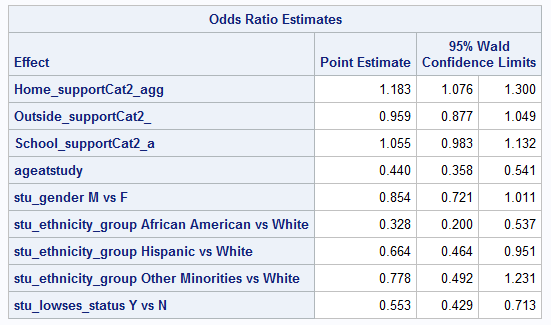 Odds Ratio Estimates
Effect Point Estimate 95% Wald Confidence Limits
Home_supportCat2_agg 1.183 1.076 1.300
Outside_supportCat2_ 0.959 0.877 1.049
School_supportCat2_a 1.055 0.983 1.132
ageatstudy 0.440 0.358 0.541
stu_gender M vs F 0.854 0.721 1.011
stu_ethnicity_group African American vs White 0.328 0.200 0.537
stu_ethnicity_group Hispanic vs White 0.664 0.464 0.951
stu_ethnicity_group Other Minorities vs White 0.778 0.492 1.231
stu_lowses_status Y vs N 0.553 0.429 0.713